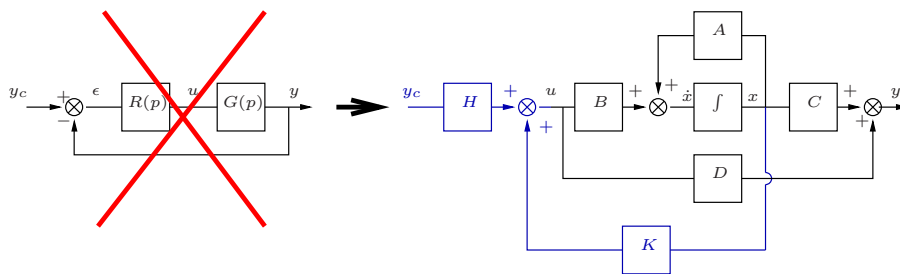 A
y_c + ϵ R(p) u G(p) y
−
y_c H + u B + + ẋ ∫ x C + y
+ +
D
K